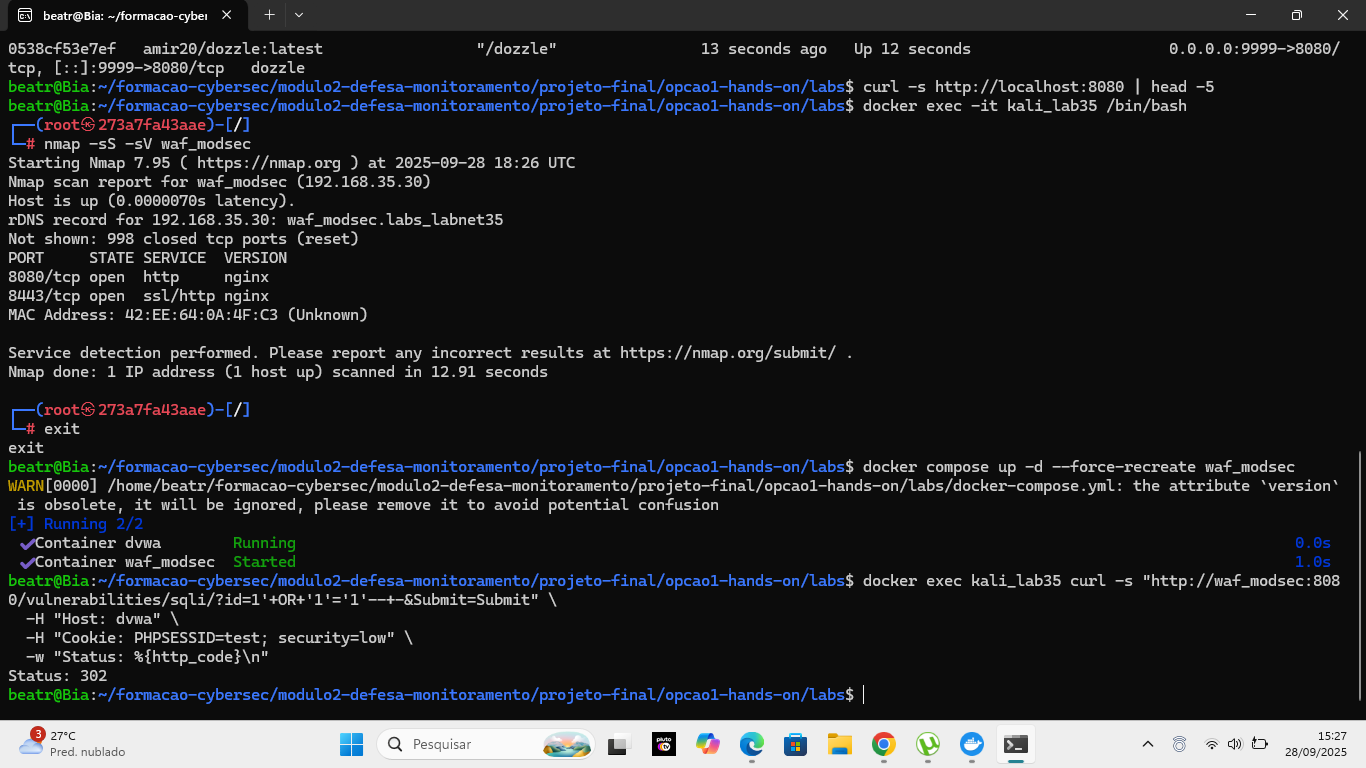 beatr@Bia: ~/formacao-cyber
0538cf53e7ef   amir20/dozzle:latest                 "/dozzle"                13 seconds ago   Up 12 seconds                      0.0.0.0:9999->8080/
tcp, [::]:9999->8080/tcp   dozzle
beatr@Bia:~/formacao-cybersec/modulo2-defesa-monitoramento/projeto-final/opcao1-hands-on/labs$ curl -s http://localhost:8080 | head -5
beatr@Bia:~/formacao-cybersec/modulo2-defesa-monitoramento/projeto-final/opcao1-hands-on/labs$ docker exec -it kali_lab35 /bin/bash
┌──(root㉿273a7fa43aae)-[/]
└─# nmap -sS -sV waf_modsec
Starting Nmap 7.95 ( https://nmap.org ) at 2025-09-28 18:26 UTC
Nmap scan report for waf_modsec (192.168.35.30)
Host is up (0.0000070s latency).
rDNS record for 192.168.35.30: waf_modsec.labs_labnet35
Not shown: 998 closed tcp ports (reset)
PORT     STATE SERVICE  VERSION
8080/tcp open  http     nginx
8443/tcp open  ssl/http nginx
MAC Address: 42:EE:64:0A:4F:C3 (Unknown)
Service detection performed. Please report any incorrect results at https://nmap.org/submit/ .
Nmap done: 1 IP address (1 host up) scanned in 12.91 seconds
┌──(root㉿273a7fa43aae)-[/]
└─# exit
exit
beatr@Bia:~/formacao-cybersec/modulo2-defesa-monitoramento/projeto-final/opcao1-hands-on/labs$ docker compose up -d --force-recreate waf_modsec
WARN[0000] /home/beatr/formacao-cybersec/modulo2-defesa-monitoramento/projeto-final/opcao1-hands-on/labs/docker-compose.yml: the attribute `version`
 is obsolete, it will be ignored, please remove it to avoid potential confusion
[+] Running 2/2
 ✔Container dvwa        Running                                                                                 0.0s
 ✔Container waf_modsec  Started                                                                                 1.0s
beatr@Bia:~/formacao-cybersec/modulo2-defesa-monitoramento/projeto-final/opcao1-hands-on/labs$ docker exec kali_lab35 curl -s "http://waf_modsec:808
0/vulnerabilities/sqli/?id=1'+OR+'1'='1'--+-&Submit=Submit" \
  -H "Host: dvwa" \
  -H "Cookie: PHPSESSID=test; security=low" \
  -w "Status: %{http_code}\n"
Status: 302
beatr@Bia:~/formacao-cybersec/modulo2-defesa-monitoramento/projeto-final/opcao1-hands-on/labs$
3
27°C
Pred. nublado
Pesquisar
pluto tv
15:27
28/09/2025